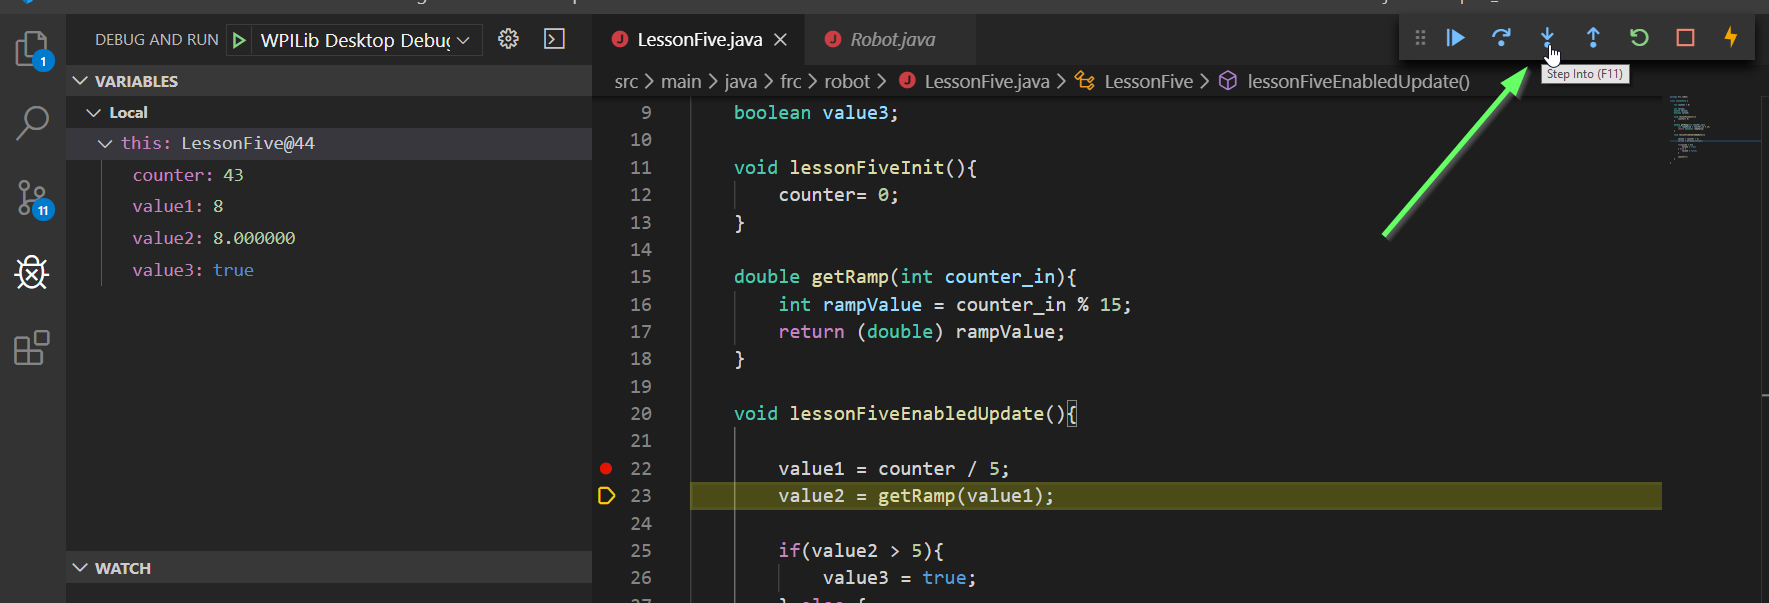 DEBUG AND RUN WPILib Desktop Debug
LessonFive.java Robot.java
1
Step Into (F11)
VARIABLES
src > main > java > frc > robot > LessonFive.java > LessonFive > lessonFiveEnabledUpdate()
Local
this: LessonFive@44
counter: 43
value1: 8
value2: 8.000000
value3: true
11
WATCH
9 boolean value3;
10
11 void lessonFiveInit(){
12 counter= 0;
13 }
14
15 double getRamp(int counter_in){
16 int rampValue = counter_in % 15;
17 return (double) rampValue;
18 }
19
20 void lessonFiveEnabledUpdate(){
21
22 value1 = counter / 5;
23 value2 = getRamp(value1);
24
25 if(value2 > 5){
26 value3 = true;
27 } else {